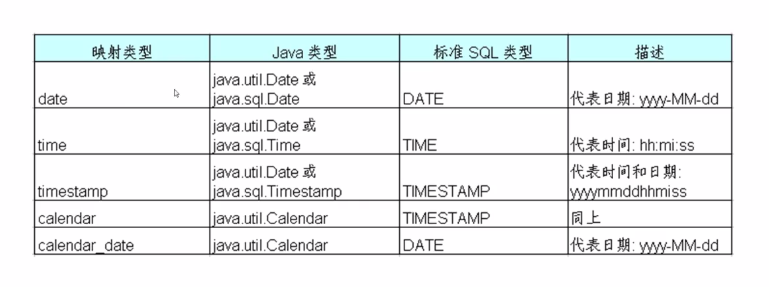 映射类型 Java 类型 标准 SQL 类型 描述
java.util.Date 或
date java.sql.Date DATE 代表日期: yyyy-MM-dd
java.util.Date 或
time java.sql.Time TIME 代表时间: hh:mi:ss
java.util.Date 或 代表时间和日期:
timestamp java.sql.Timestamp TIMESTAMP yyyymmddhhmiss
calendar java.util.Calendar TIMESTAMP 同上
calendar_date java.util.Calendar DATE 代表日期: yyyy-MM-dd